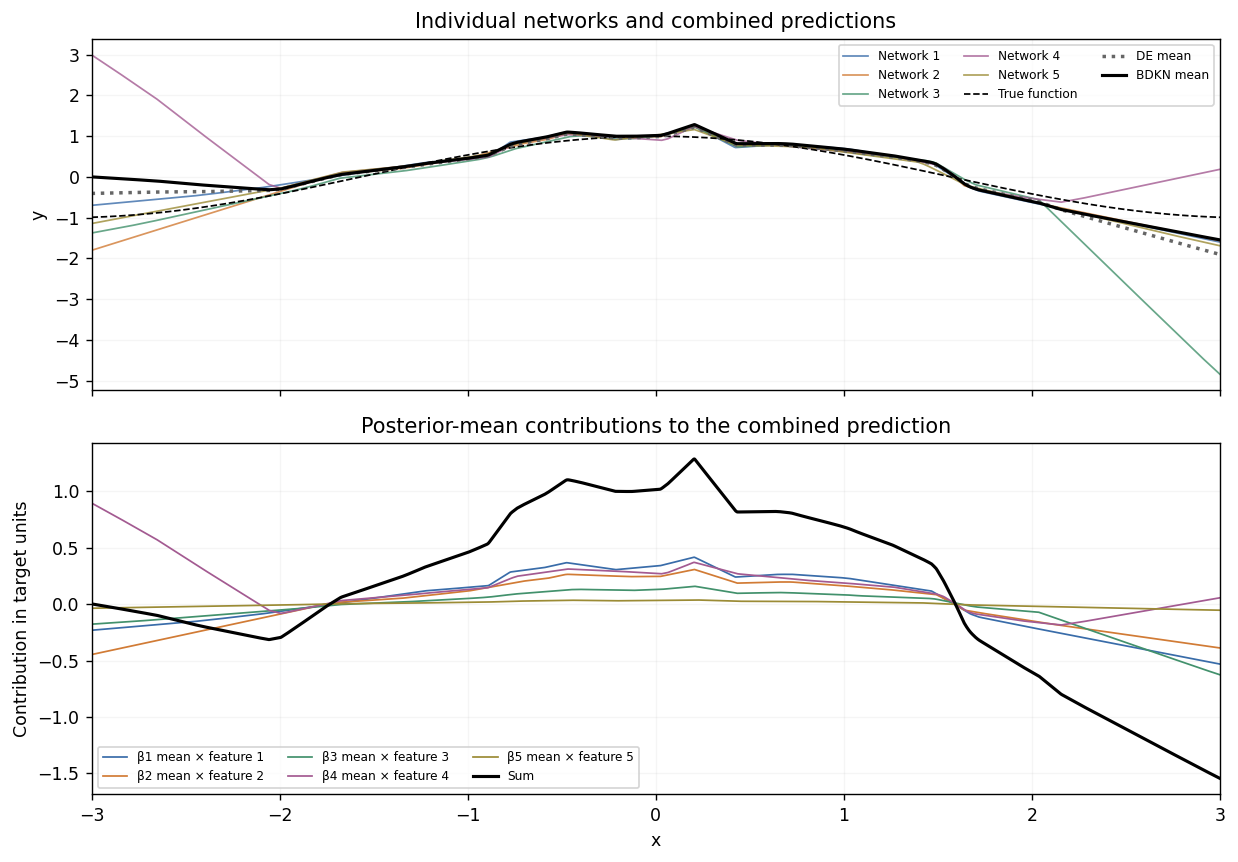 Individual networks and combined predictions
3
2
1
0
−1
−2
−3
−4
−5
y
Network 1
Network 2
Network 3
Network 4
Network 5
True function
DE mean
BDKN mean
Posterior-mean contributions to the combined prediction
1.0
0.5
0.0
−0.5
−1.0
−1.5
Contribution in target units
β1 mean × feature 1
β2 mean × feature 2
β3 mean × feature 3
β4 mean × feature 4
β5 mean × feature 5
Sum
−3
−2
−1
0
1
2
3
x